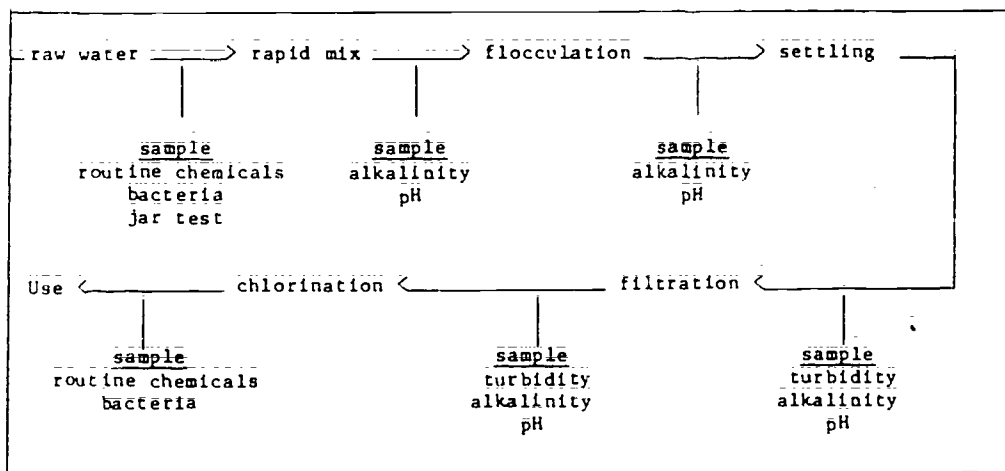 raw water > rapid mix > flocculation > settling
sample sample sample
routine chemicals alkalinity alkalinity
bacteria pH pH
jar test
Use < chlorination < filtration <
sample sample sample
routine chemicals turbidity turbidity
bacteria alkalinity alkalinity
pH pH